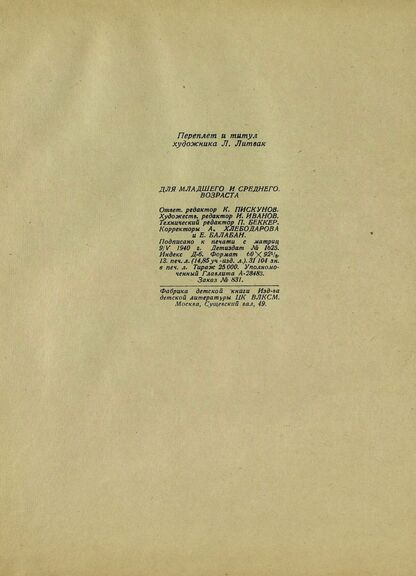 Переплет и титул
художника Л. Литвак
ДЛЯ МЛАДШЕГО И СРЕДНЕГО
ВОЗРАСТА
Ответ. редактор К. ПИСКУНОВ.
Художеств. редактор И. ИВАНОВ.
Технический редактор П. БЕККЕР.
Корректоры А. ХЛЕБОДАРОВА
и Е. БАЛАБАН.
Подписано к печати с матриц
9/V 1940 г. Детиздат № 1625.
Индекс Д-6. Формат 60×92¹/₁₆
13. печ. л. (14,85 уч-изд. л.). 31 104 зн.
в печ. л. Тираж 25 000. Уполномо-
ченный Главлита А-28483.
Заказ № 831.
Фабрика детской книги Изд-ва
детской литературы ЦК ВЛКСМ.
Москва, Сущевский вал, 49.